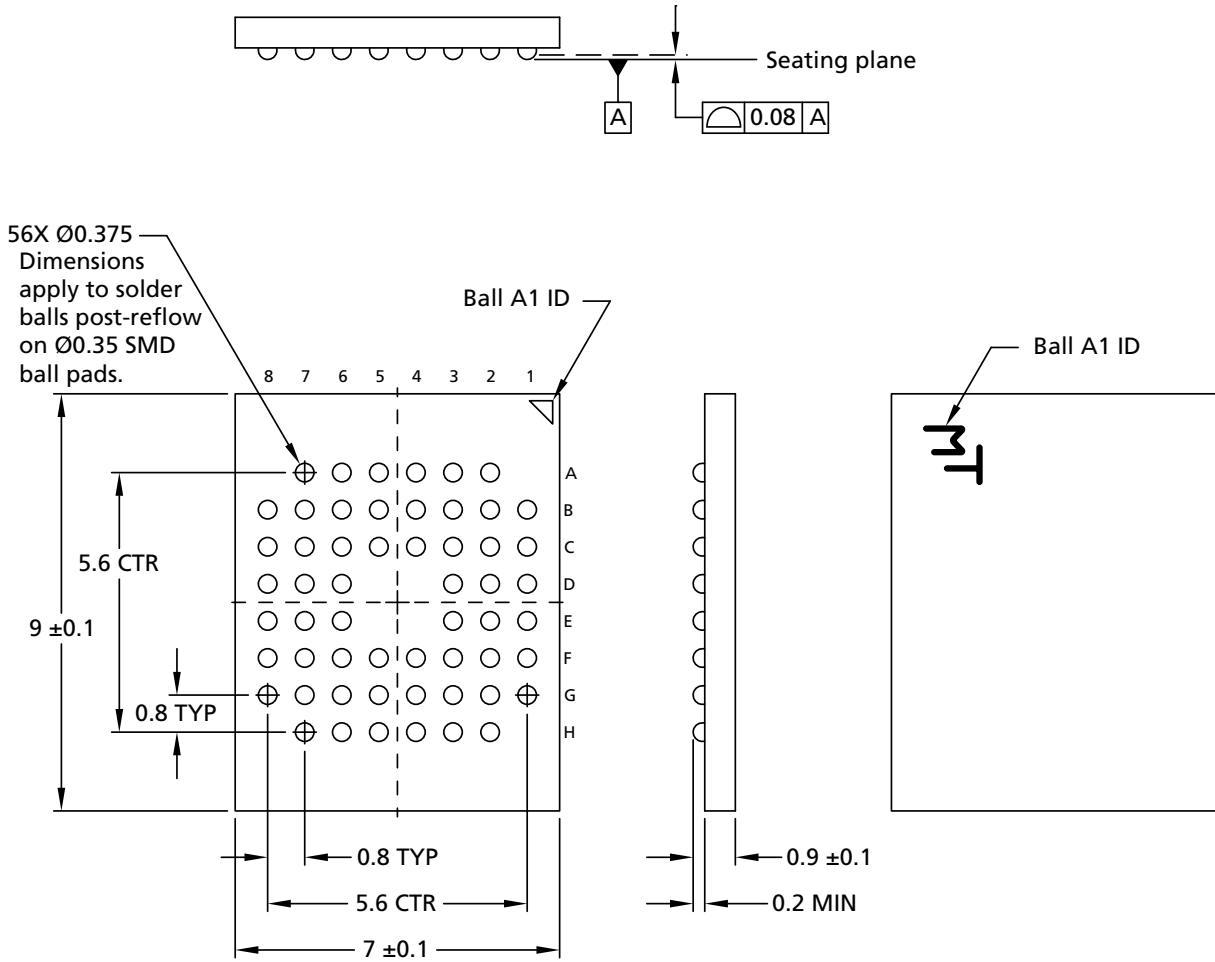 Seating plane
A
0.08 A
56X Ø0.375
Dimensions
apply to solder
balls post-reflow
on Ø0.35 SMD
ball pads.
Ball A1 ID
Ball A1 ID
8 7 6 5 4 3 2 1
A
B
C
D
E
F
G
H
5.6 CTR
9 ±0.1
0.8 TYP
0.8 TYP
5.6 CTR
7 ±0.1
0.9 ±0.1
0.2 MIN